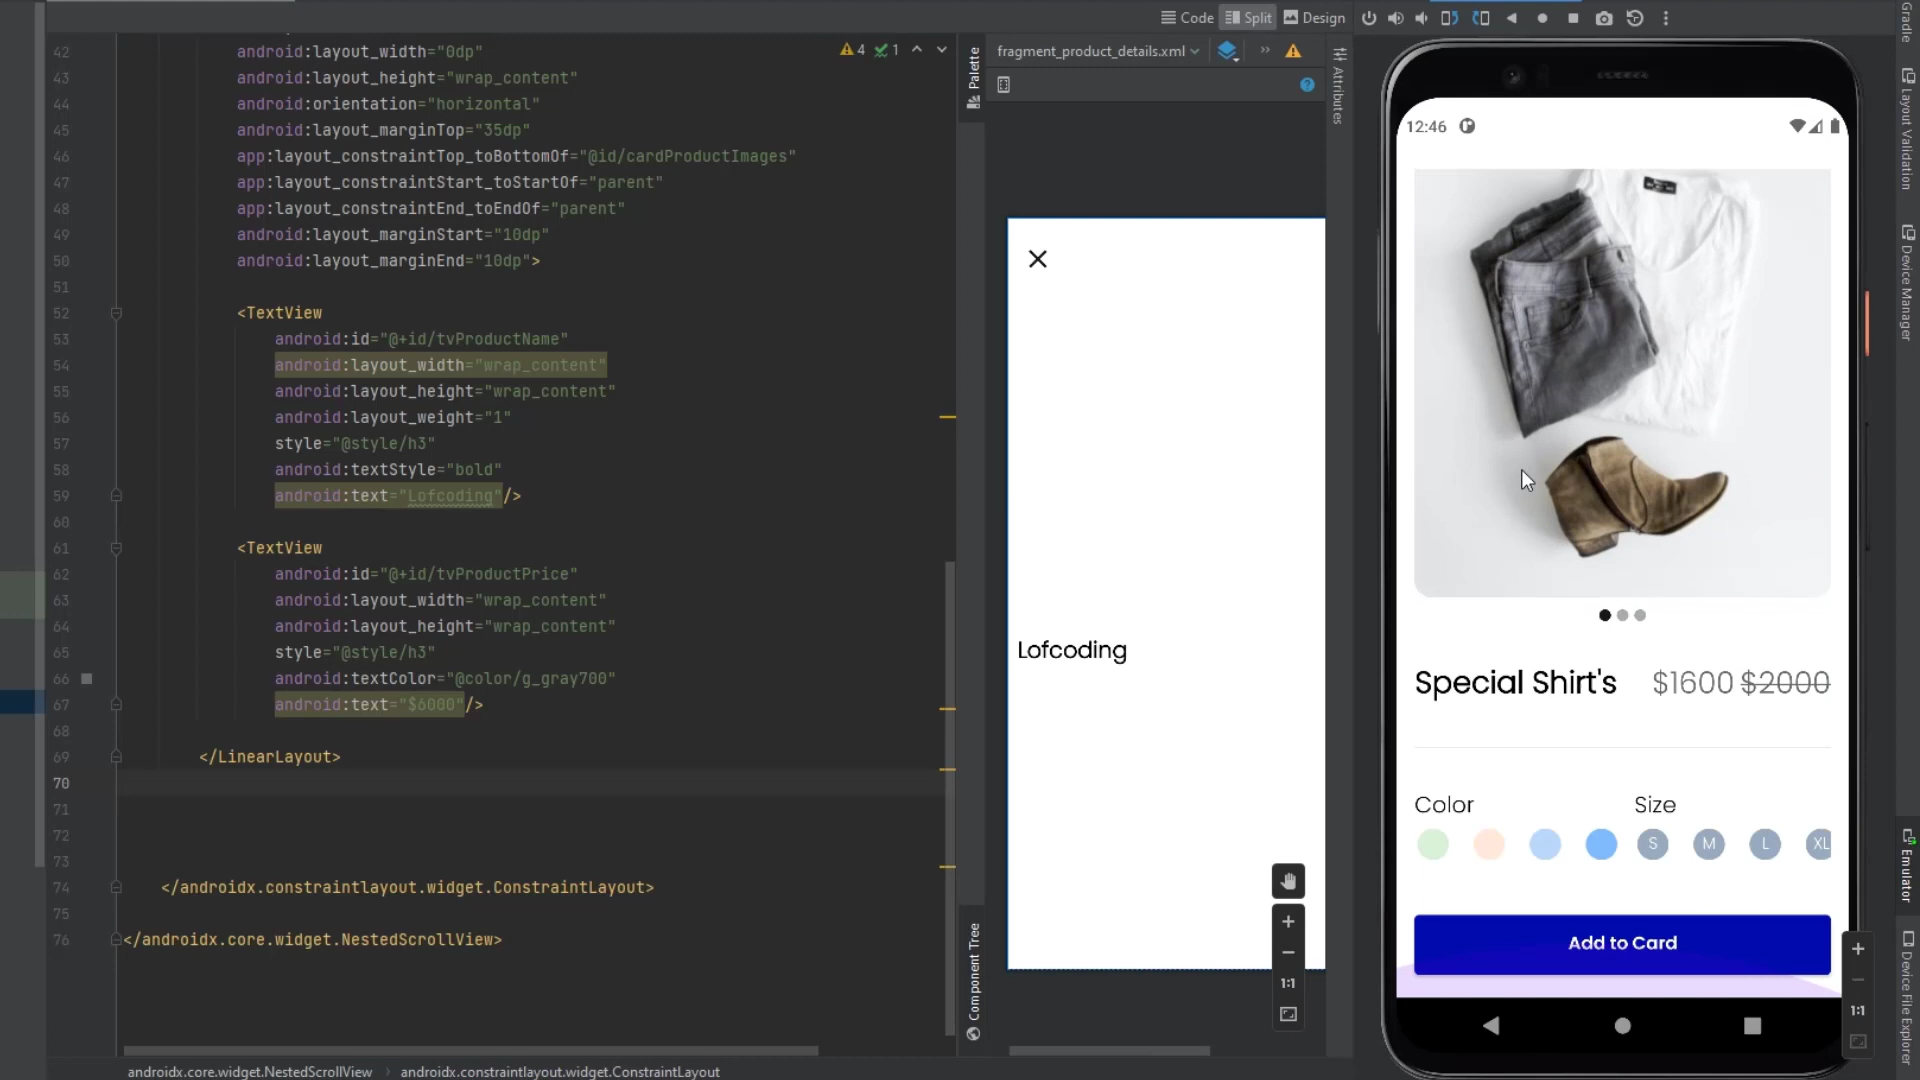 Code
Split
Design
42
android:layout_width="0dp"
43
android:layout_height="wrap_content"
44
android:orientation="horizontal"
45
android:layout_marginTop="35dp"
46
app:layout_constraintTop_toBottomOf="@id/cardProductImages"
47
app:layout_constraintStart_toStartOf="parent"
48
app:layout_constraintEnd_toEndOf="parent"
49
android:layout_marginStart="10dp"
50
android:layout_marginEnd="10dp">
51
52
<TextView
53
android:id="@+id/tvProductName"
54
android:layout_width="wrap_content"
55
android:layout_height="wrap_content"
56
android:layout_weight="1"
57
style="@style/h3"
58
android:textStyle="bold"
59
android:text="Lofcoding"/>
60
61
<TextView
62
android:id="@+id/tvProductPrice"
63
android:layout_width="wrap_content"
64
android:layout_height="wrap_content"
65
style="@style/h3"
66
android:textColor="@color/g_gray700"
67
android:text="$6000"/>
68
69
</LinearLayout>
70
71
72
73
74
</androidx.constraintlayout.widget.ConstraintLayout>
75
76
</androidx.core.widget.NestedScrollView>
androidx.core.widget.NestedScrollView
androidx.constraintlayout.widget.ConstraintLayout
4
1
Palette
Component Tree
fragment_product_details.xml
Attributes
Lofcoding
1:1
12:46
Special Shirt's
$1600 $2000
Color
Size
S
M
L
XL
Add to Card
1:1
Gradle
Layout Validation
Device Manager
Emulator
Device File Explorer